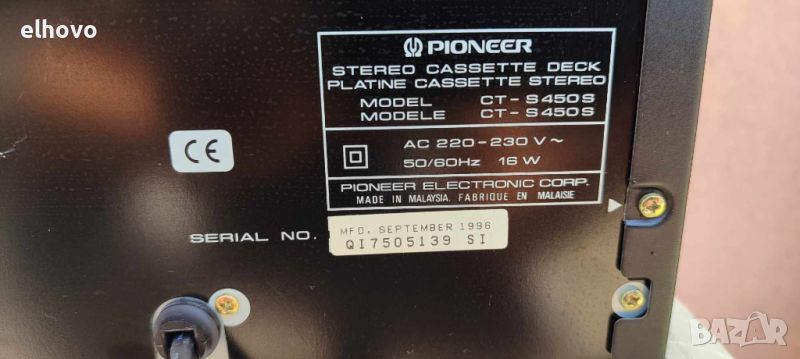 elhovo
PIONEER
STEREO CASSETTE DECK
PLATINE CASSETTE STEREO
MODEL CT-S450S
MODELE CT-S450S
CE
AC 220-230 V~
50/60Hz 16 W
PIONEER ELECTRONIC CORP.
MADE IN MALAYSIA. FABRIQUE EN MALAISIE
SERIAL NO.
MFD. SEPTEMBER 1996
QI7505139 SI
BAZAR